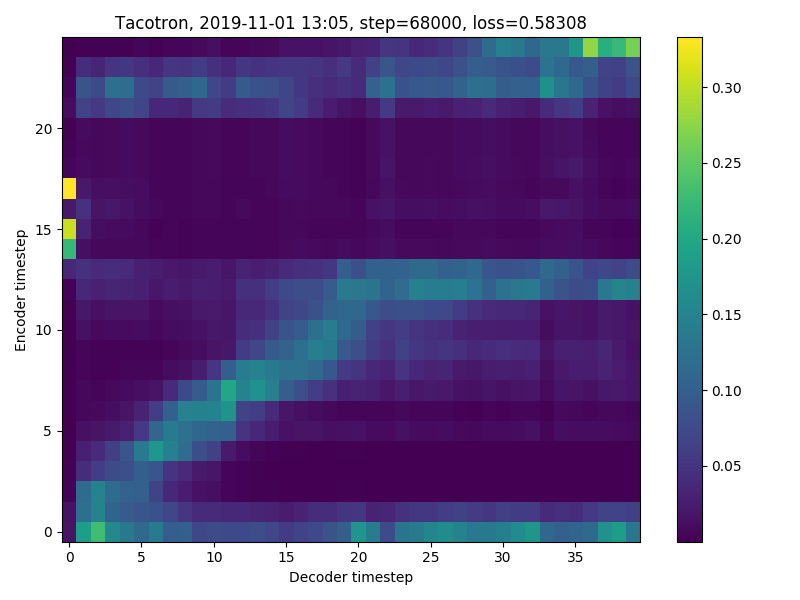 Tacotron, 2019-11-01 13:05, step=68000, loss=0.58308
Encoder timestep
20
15
10
5
0
0 5 10 15 20 25 30 35
Decoder timestep
0.30
0.25
0.20
0.15
0.10
0.05